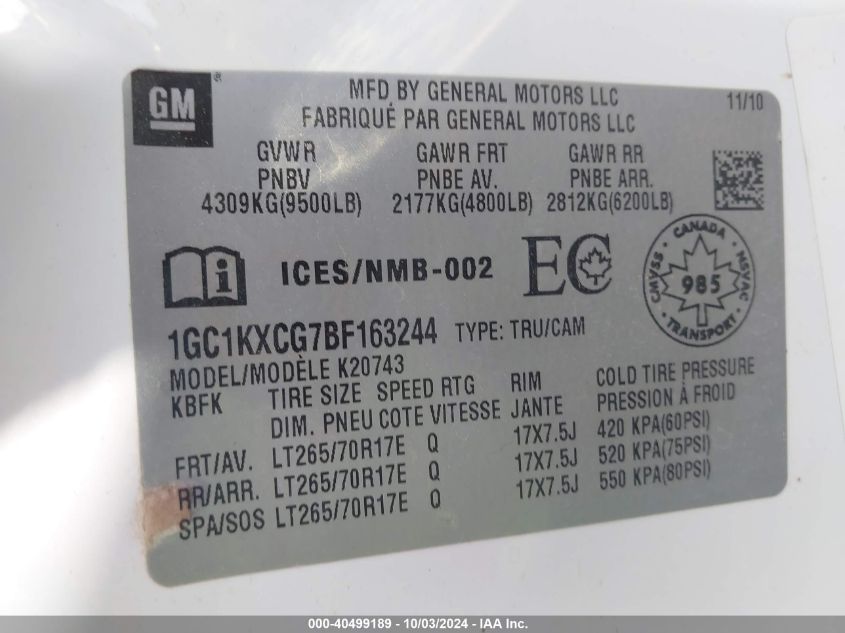 GM
®
MFD BY GENERAL MOTORS LLC
11/10
FABRIQUÉ PAR GENERAL MOTORS LLC
GVWR GAWR FRT GAWR RR
PNBV PNBE AV. PNBE ARR.
4309KG(9500LB) 2177KG(4800LB) 2812KG(6200LB)
i ICES/NMB-002 EC
CANADA
CMVSS 985 NSVAC
TRANSPORT
1GC1KXCG7BF163244 TYPE: TRU/CAM
MODEL/MODÈLE K20743
KBFK TIRE SIZE SPEED RTG RIM COLD TIRE PRESSURE
DIM. PNEU COTE VITESSE JANTE PRESSION À FROID
FRT/AV. LT265/70R17E Q 17X7.5J 420 KPA(60PSI)
RR/ARR. LT265/70R17E Q 17X7.5J 520 KPA(75PSI)
SPA/SOS LT265/70R17E Q 17X7.5J 550 KPA(80PSI)
000-40499189 - 10/03/2024 - IAA Inc.